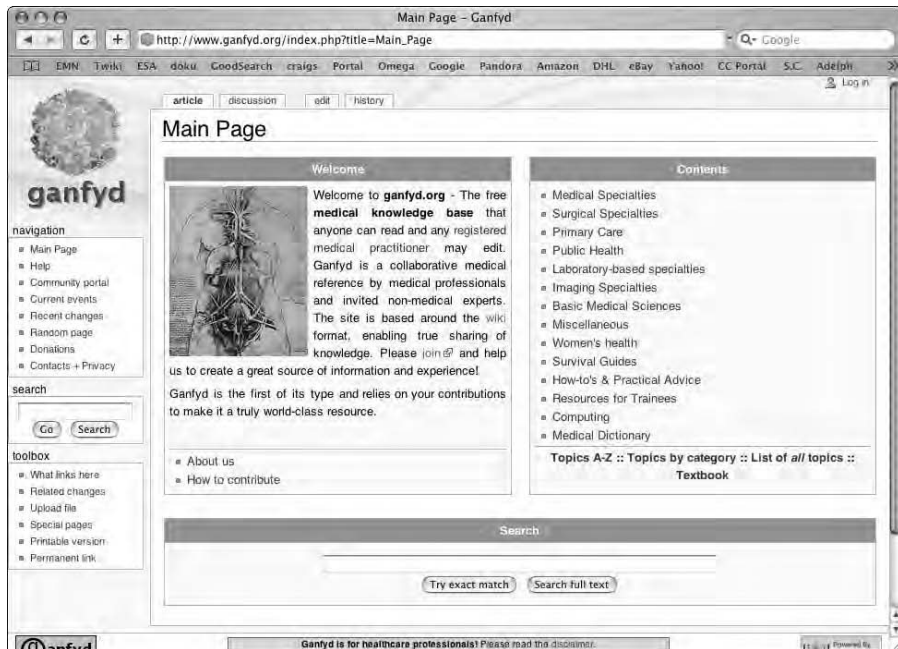 Main Page – Ganfyd
http://www.ganfyd.org/index.php?title=Main_Page
Google
EMN Twiki ESA doku GoodSearch craigs Portal Omega Google Pandora Amazon DHL eBay Yahoo! CC Portal S.C. Adelph
Log in
article discussion edit history
ganfyd
Main Page
navigation
Main Page
Help
Community portal
Current events
Recent changes
Random page
Donations
Contacts + Privacy
search
Go Search
toolbox
What links here
Related changes
Upload file
Special pages
Printable version
Permanent link
Welcome
Welcome to ganfyd.org - The free
medical knowledge base that
anyone can read and any registered
medical practitioner may edit.
Ganfyd is a collaborative medical
reference by medical professionals
and invited non-medical experts.
The site is based around the wiki
format, enabling true sharing of
knowledge. Please join and help
us to create a great source of information and experience!
Ganfyd is the first of its type and relies on your contributions
to make it a truly world-class resource.
About us
How to contribute
Contents
Medical Specialties
Surgical Specialties
Primary Care
Public Health
Laboratory-based specialties
Imaging Specialties
Basic Medical Sciences
Miscellaneous
Women's health
Survival Guides
How-to's & Practical Advice
Resources for Trainees
Computing
Medical Dictionary
Topics A-Z :: Topics by category :: List of all topics ::
Textbook
Search
Try exact match Search full text
Ganfyd is for healthcare professionals! Please read the disclaimer.
Powered By